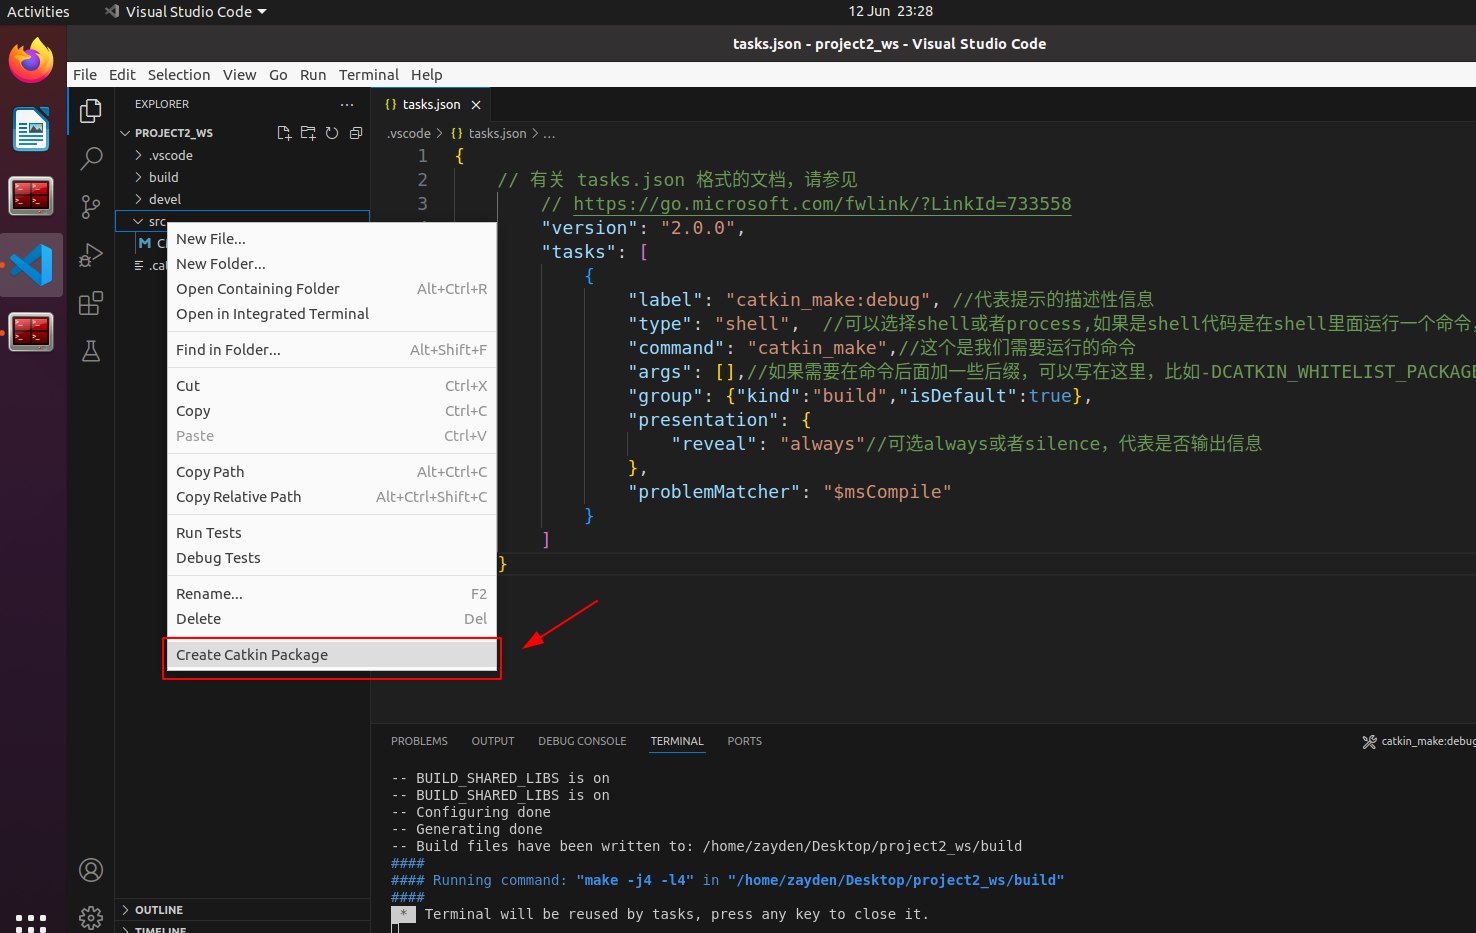 Activities
Visual Studio Code
12 Jun 23:28
tasks.json - project2_ws - Visual Studio Code
File Edit Selection View Go Run Terminal Help
EXPLORER
PROJECT2_WS
.vscode
build
devel
src
New File...
New Folder...
Open Containing Folder Alt+Ctrl+R
Open in Integrated Terminal
Find in Folder... Alt+Shift+F
Cut Ctrl+X
Copy Ctrl+C
Paste Ctrl+V
Copy Path Alt+Ctrl+C
Copy Relative Path Alt+Ctrl+Shift+C
Run Tests
Debug Tests
Rename... F2
Delete Del
Create Catkin Package
OUTLINE
TIMELINE
{} tasks.json
.vscode > {} tasks.json > ...
1 {
2 // 有关 tasks.json 格式的文档，请参见
3 // https://go.microsoft.com/fwlink/?LinkId=733558
"version": "2.0.0",
"tasks": [
{
"label": "catkin_make:debug", //代表提示的描述性信息
"type": "shell", //可以选择shell或者process,如果是shell代码是在shell里面运行一个命令,
"command": "catkin_make",//这个是我们需要运行的命令
"args": [],//如果需要在命令后面加一些后缀，可以写在这里，比如-DCATKIN_WHITELIST_PACKAGE
"group": {"kind":"build","isDefault":true},
"presentation": {
"reveal": "always"//可选always或者silence，代表是否输出信息
},
"problemMatcher": "$msCompile"
}
]
}
PROBLEMS OUTPUT DEBUG CONSOLE TERMINAL PORTS
catkin_make:debug
-- BUILD_SHARED_LIBS is on
-- BUILD_SHARED_LIBS is on
-- Configuring done
-- Generating done
-- Build files have been written to: /home/zayden/Desktop/project2_ws/build
####
#### Running command: "make -j4 -l4" in "/home/zayden/Desktop/project2_ws/build"
####
* Terminal will be reused by tasks, press any key to close it.